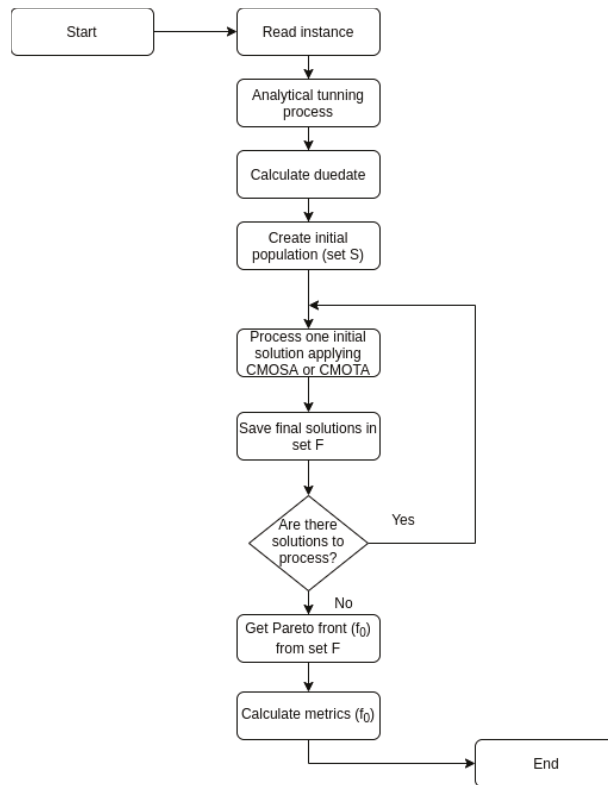 Start
Read instance
Analytical tunning
process
Calculate duedate
Create initial
population (set S)
Process one initial
solution applying
CMOSA or CMOTA
Save final solutions in
set F
Are there
solutions to
process?
Yes
No
Get Pareto front (f0)
from set F
Calculate metrics (f0)
End